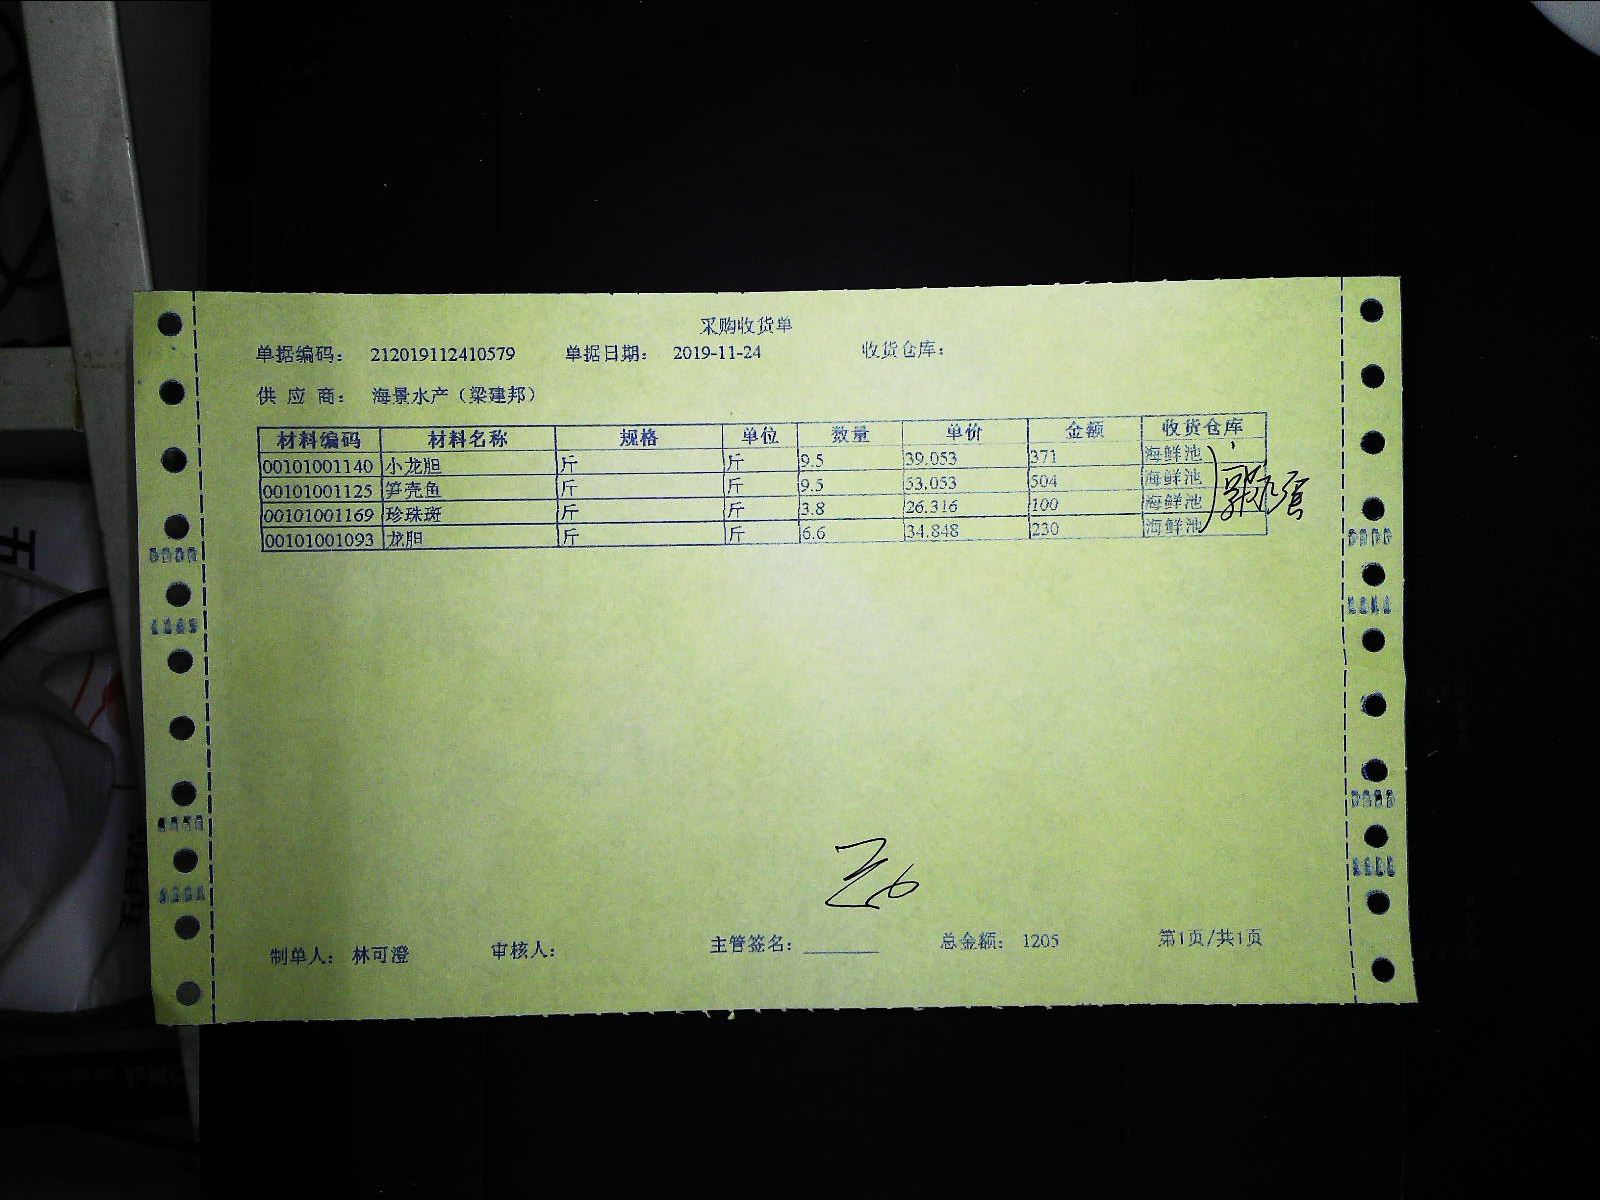 采购收货单
单据编码： 212019112410579 单据日期： 2019-11-24 收货仓库：
供 应 商： 海景水产（梁建邦）
材料编码 材料名称 规格 单位 数量 单价 金额 收货仓库
00101001140 小龙胆 斤 斤 9.5 39.053 371 海鲜池
00101001125 笋壳鱼 斤 斤 9.5 53.053 504 海鲜池
00101001169 珍珠斑 斤 斤 3.8 26.316 100 海鲜池
00101001093 龙胆 斤 斤 6.6 34.848 230 海鲜池
制单人： 林可澄 审核人： 主管签名： 总金额： 1205 第1页/共1页